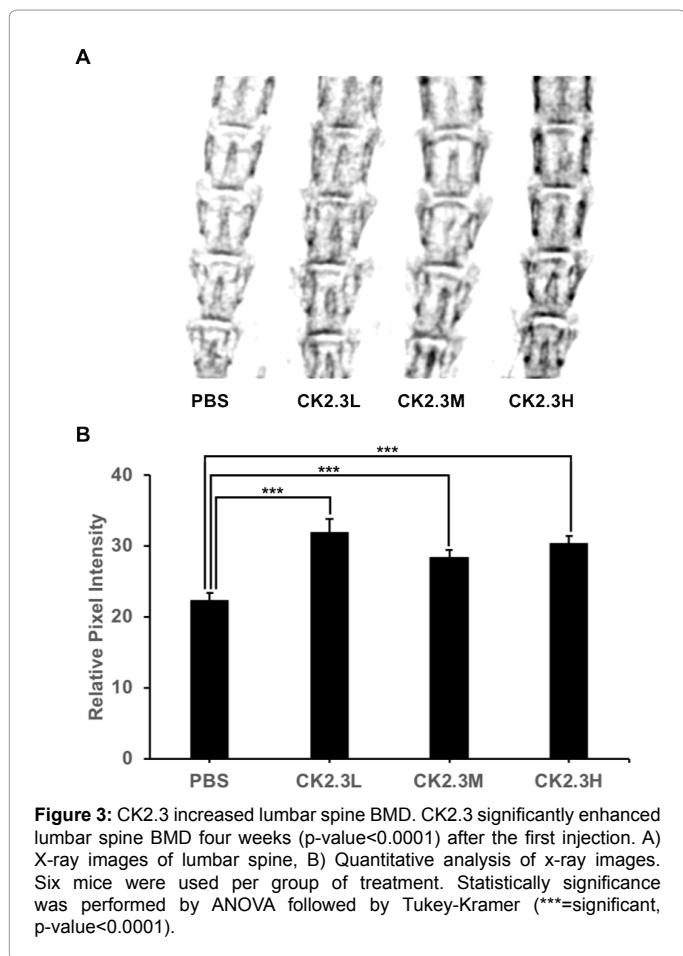 A
PBS CK2.3L CK2.3M CK2.3H
B
***
***
***
40
30
20
10
0
Relative Pixel Intensity
PBS CK2.3L CK2.3M CK2.3H
Figure 3: CK2.3 increased lumbar spine BMD. CK2.3 significantly enhanced
lumbar spine BMD four weeks (p-value<0.0001) after the first injection. A)
X-ray images of lumbar spine, B) Quantitative analysis of x-ray images.
Six mice were used per group of treatment. Statistically significance
was performed by ANOVA followed by Tukey-Kramer (***=significant,
p-value<0.0001).